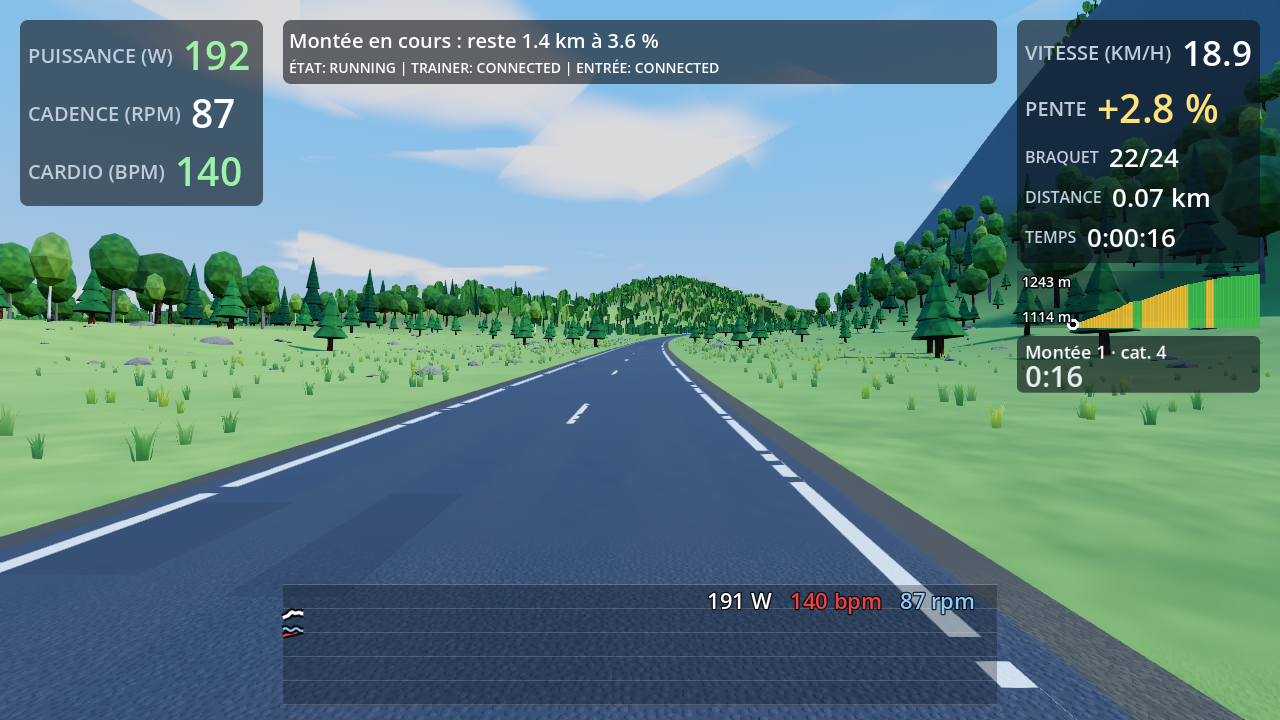 PUISSANCE (W) 192
CADENCE (RPM) 87
CARDIO (BPM) 140
Montée en cours : reste 1.4 km à 3.6 %
ÉTAT: RUNNING | TRAINER: CONNECTED | ENTRÉE: CONNECTED
VITESSE (KM/H) 18.9
PENTE +2.8 %
BRAQUET 22/24
DISTANCE 0.07 km
TEMPS 0:00:16
1243 m
1114 m
Montée 1 · cat. 4
0:16
191 W 140 bpm 87 rpm